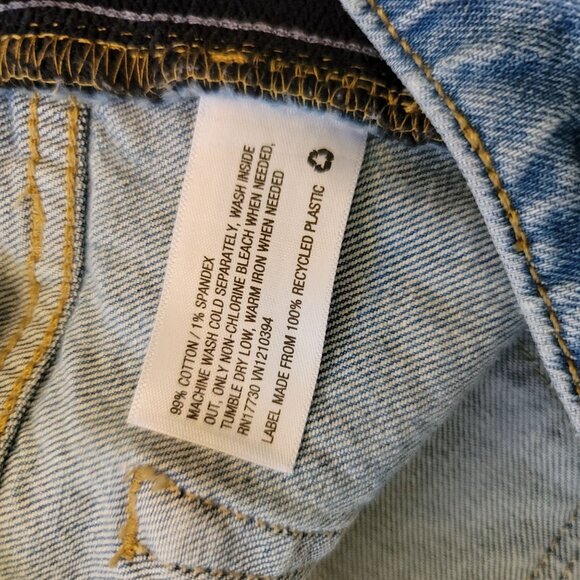 99% COTTON / 1% SPANDEX
MACHINE WASH COLD SEPARATELY, WASH INSIDE
OUT, ONLY NON-CHLORINE BLEACH WHEN NEEDED,
TUMBLE DRY LOW, WARM IRON WHEN NEEDED
RN17730 VN1210394
LABEL MADE FROM 100% RECYCLED PLASTIC